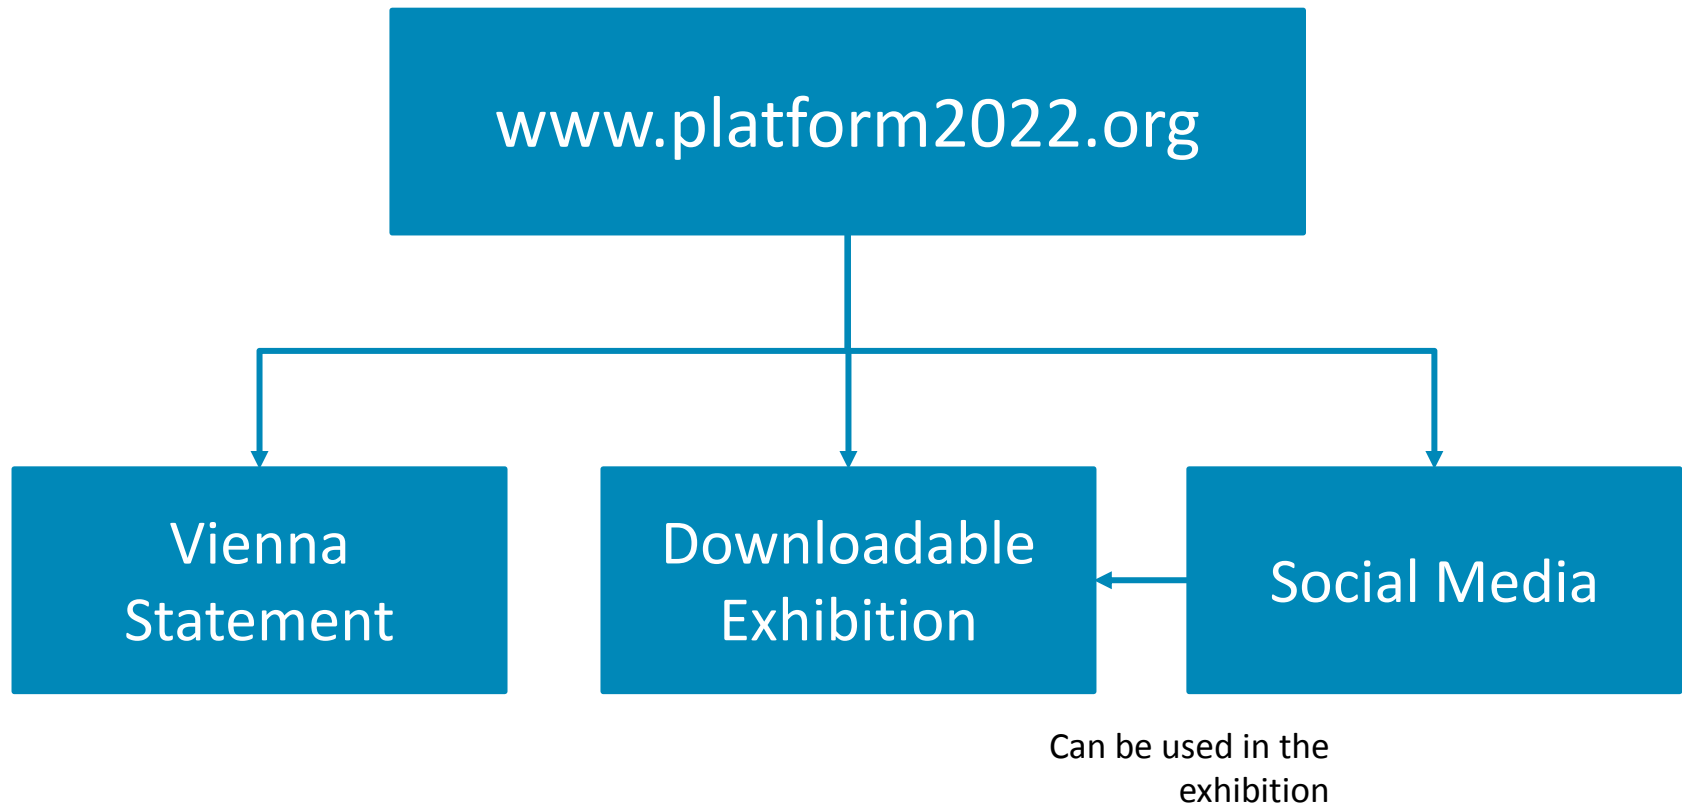 www.platform2022.org
Vienna
Statement
Downloadable
Exhibition
Social Media
Can be used in the
exhibition